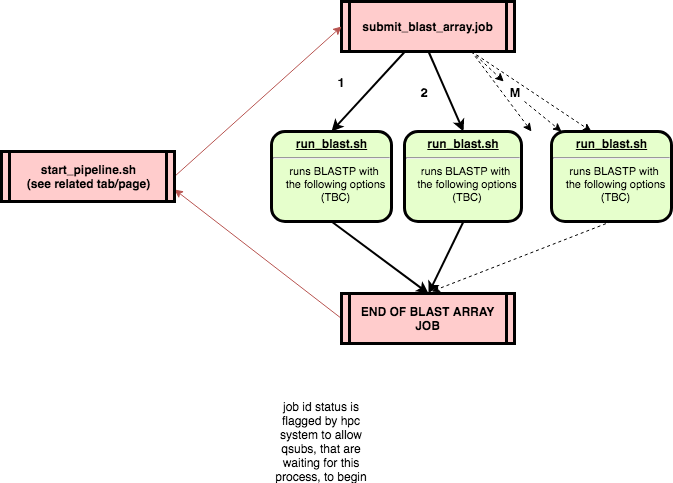 submit_blast_array.job
1
2
M
run_blast.sh
runs BLASTP with
the following options
(TBC)
run_blast.sh
runs BLASTP with
the following options
(TBC)
run_blast.sh
runs BLASTP with
the following options
(TBC)
start_pipeline.sh
(see related tab/page)
END OF BLAST ARRAY
JOB
job id status is
flagged by hpc
system to allow
qsubs, that are
waiting for this
process, to begin